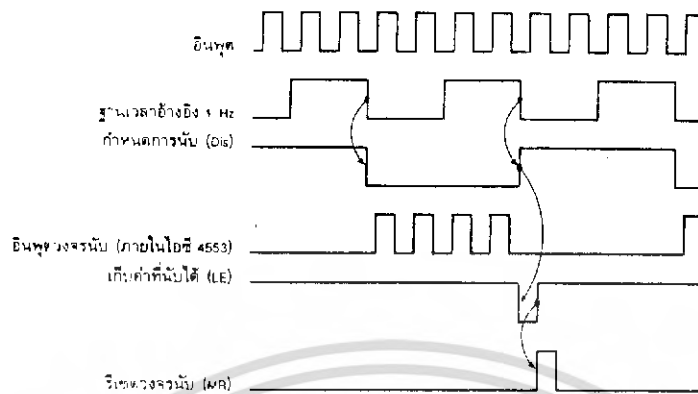 อินพุต
ฐานเวลาอ้างอิง 1 Hz
กำหนดการนับ (Dis)
อินพุตวงจรนับ (ภายในไอซี 4553)
เก็บค่าที่นับได้ (LE)
รีเซตวงจรนับ (MR)